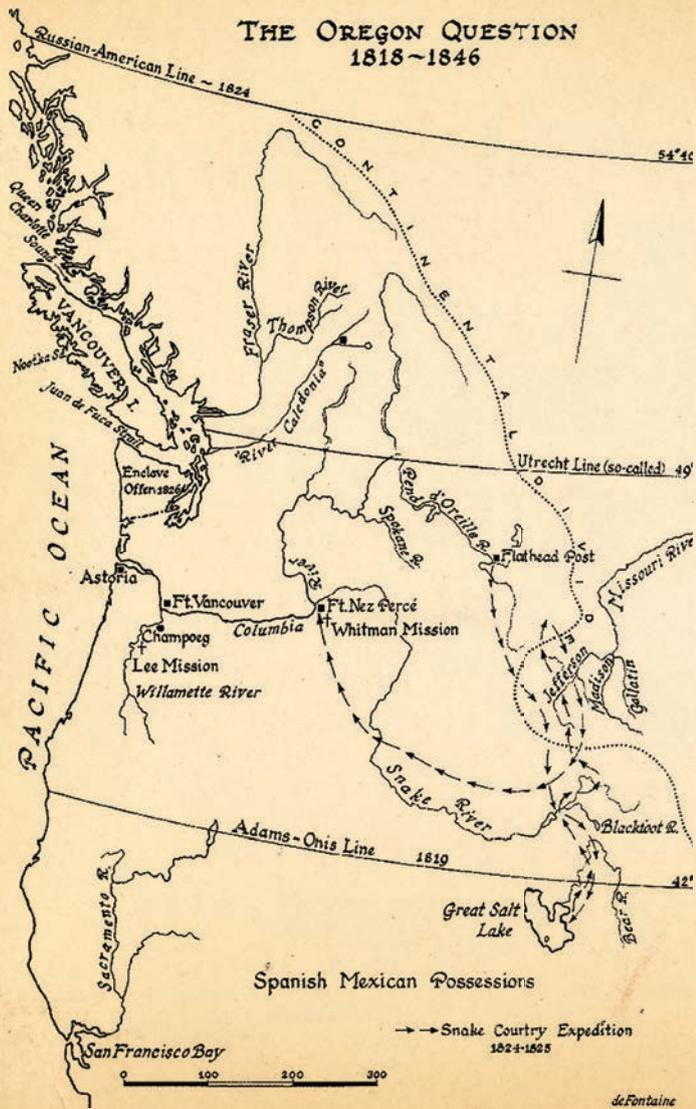 THE OREGON QUESTION
1818~1846
Russian-American Line ~ 1824
54°40
CONTINENTAL DIVIDE
Queen
Charlotte
Sound
VANCOUVER I.
Nootka Sd.
Juan de Fuca Strait
Fraser River
Thompson River
"River Caledonia"
Utrecht Line (so-called) 49°
Enclave
Offer 1826
PACIFIC OCEAN
Pend d'Oreille R.
Spokane R.
Flathead Post
Missouri River
Astoria
Ft. Vancouver
River
Ft. Nez Percé
Columbia
Whitman Mission
Champoeg
Lee Mission
Willamette River
Jefferson
Madison
Gallatin
Snake River
Blackfoot R.
Adams-Onis Line 1819
42°
Sacramento R.
Great Salt
Lake
Bear R.
Spanish Mexican Possessions
Snake Country Expedition
1824-1825
San Francisco Bay
0 100 200 300
deFontaine